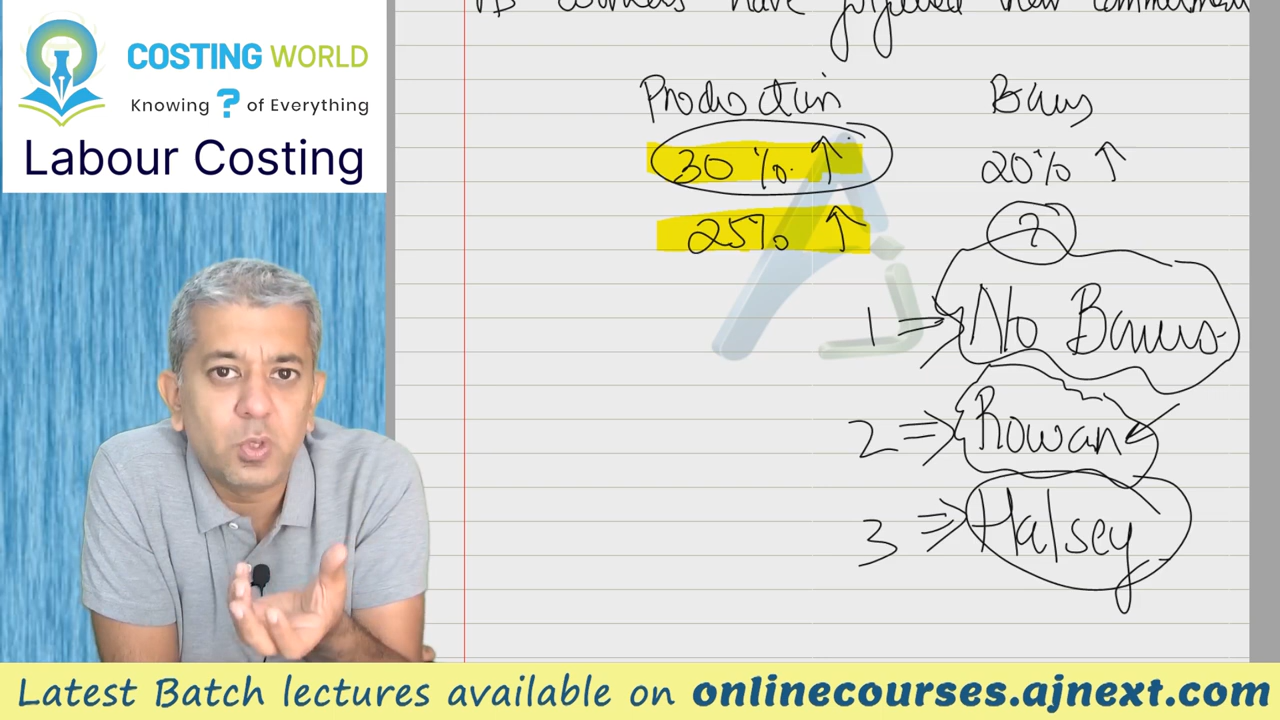 COSTING WORLD
Knowing ? of Everything
Labour Costing
have
Production Bonus
30% ↑ 20% ↑
25% ↑ ?
1 ⇒ No Bonus
2 ⇒ Rowan
3 ⇒ Halsey
Latest Batch lectures available on onlinecourses.ajnext.com